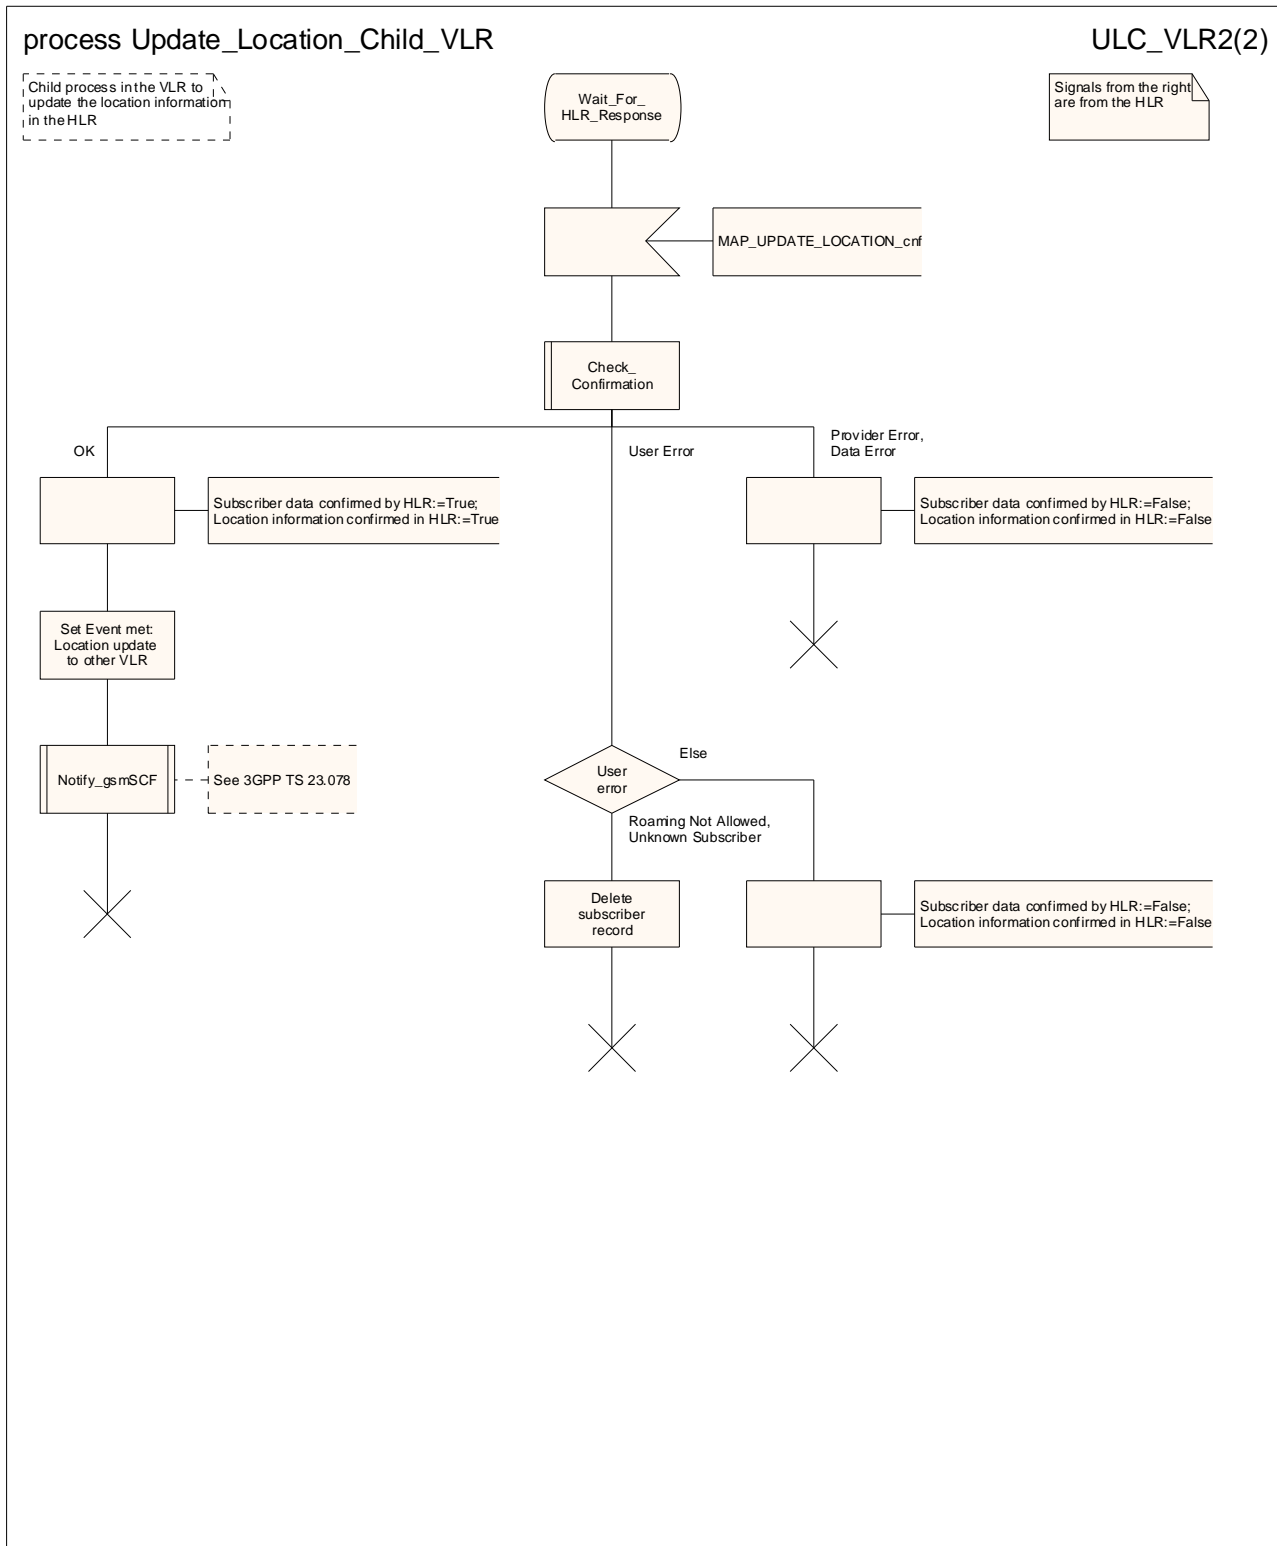 process Update_Location_Child_VLR
ULC_VLR2(2)
Child process in the VLR to
update the location information
in the HLR
Wait_For_
HLR_Response
Signals from the right
are from the HLR
MAP_UPDATE_LOCATION_cnf
Check_
Confirmation
OK
User Error
Provider Error,
Data Error
Subscriber data confirmed by HLR:=True;
Location information confirmed in HLR:=True
Subscriber data confirmed by HLR:=False;
Location information confirmed in HLR:=False
Set Event met:
Location update
to other VLR
Notify_gsmSCF
See 3GPP TS 23.078
User
error
Else
Roaming Not Allowed,
Unknown Subscriber
Delete
subscriber
record
Subscriber data confirmed by HLR:=False;
Location information confirmed in HLR:=False